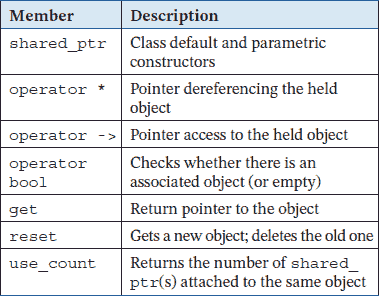 Member Description
shared_ptr Class default and parametric
constructors
operator * Pointer dereferencing the held
object
operator -> Pointer access to the held object
operator Checks whether there is an
bool associated object (or empty)
get Return pointer to the object
reset Gets a new object; deletes the old one
use_count Returns the number of shared_
ptr(s) attached to the same object